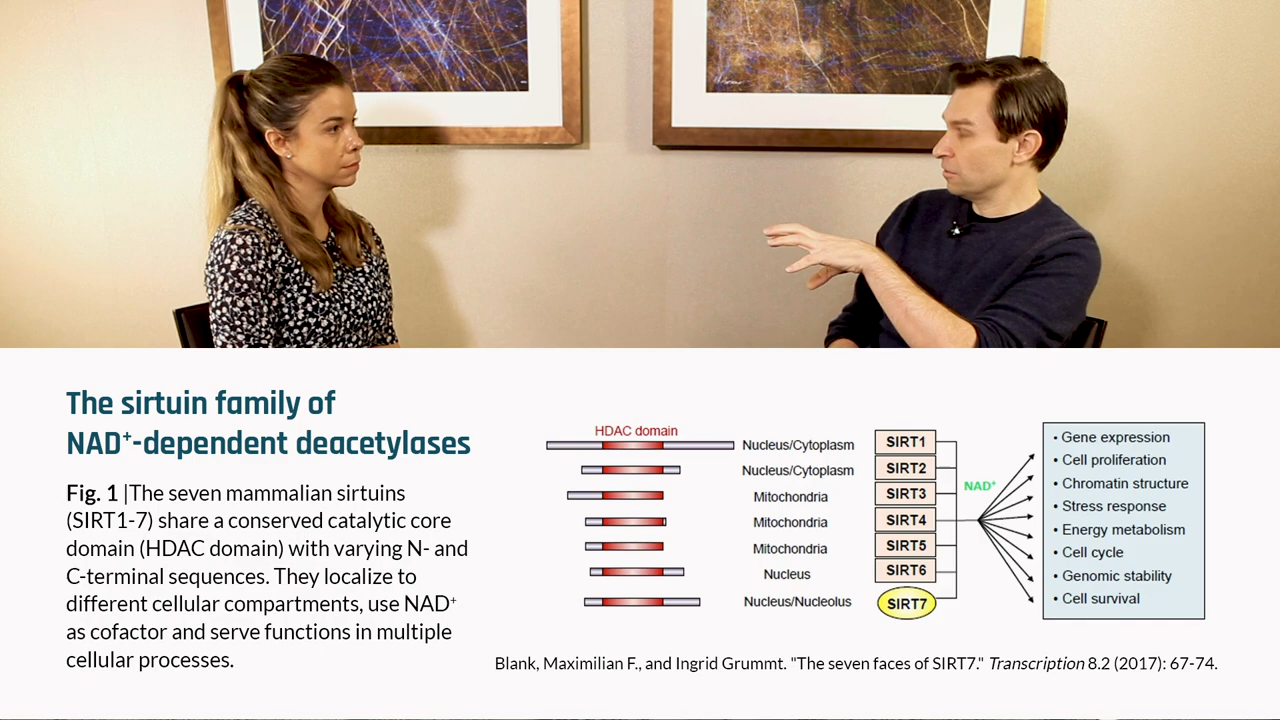 The sirtuin family of
NAD⁺-dependent deacetylases
Fig. 1 |The seven mammalian sirtuins
(SIRT1-7) share a conserved catalytic core
domain (HDAC domain) with varying N- and
C-terminal sequences. They localize to
different cellular compartments, use NAD⁺
as cofactor and serve functions in multiple
cellular processes.
HDAC domain
Nucleus/Cytoplasm
Nucleus/Cytoplasm
Mitochondria
Mitochondria
Mitochondria
Nucleus
Nucleus/Nucleolus
SIRT1
SIRT2
SIRT3
SIRT4
SIRT5
SIRT6
SIRT7
NAD⁺
• Gene expression
• Cell proliferation
• Chromatin structure
• Stress response
• Energy metabolism
• Cell cycle
• Genomic stability
• Cell survival
Blank, Maximilian F., and Ingrid Grummt. "The seven faces of SIRT7." Transcription 8.2 (2017): 67-74.